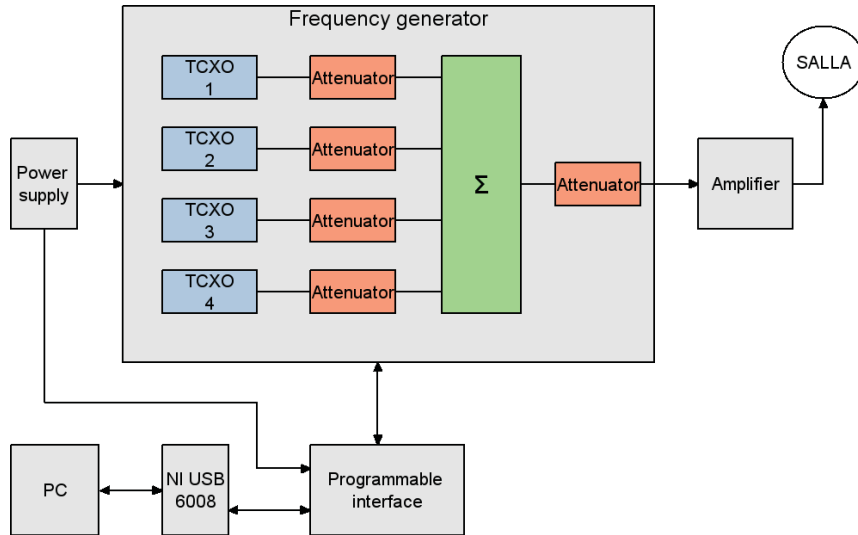 Frequency generator
TCXO
1
Attenuator
SALLA
TCXO
2
Attenuator
Power
supply
Σ
Attenuator
Amplifier
TCXO
3
Attenuator
TCXO
4
Attenuator
PC
NI USB
6008
Programmable
interface